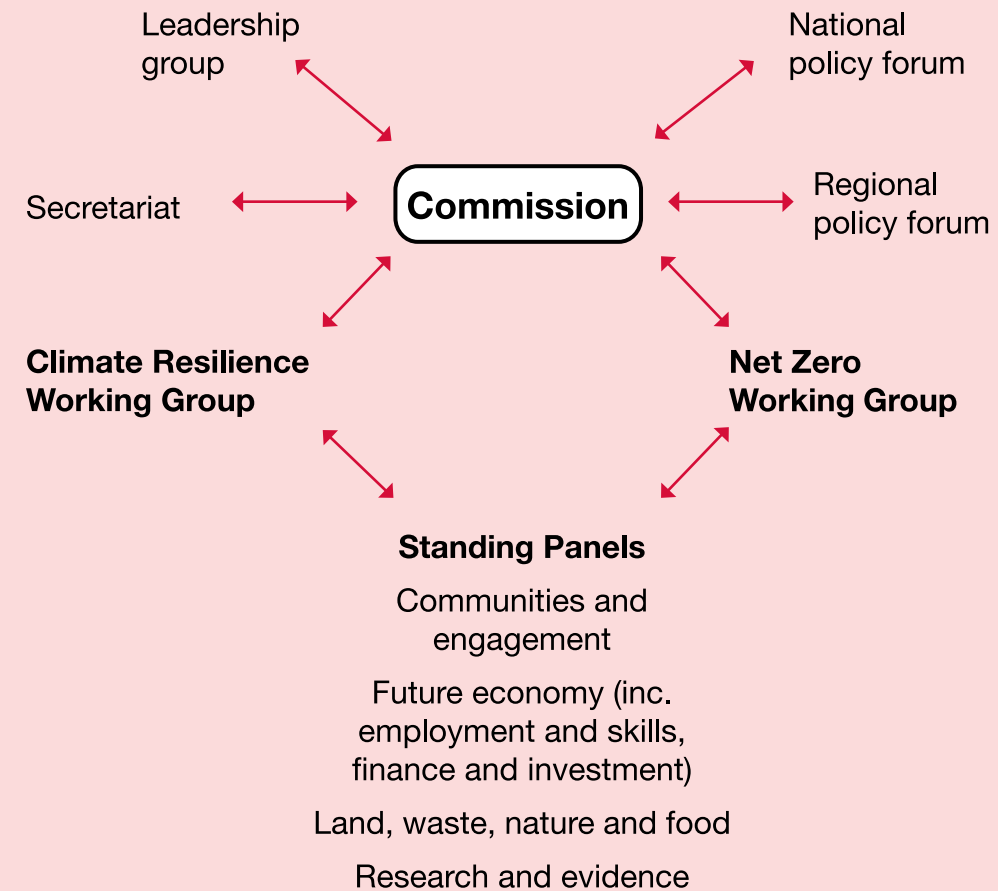 Leadership
group
National
policy forum
Secretariat
Commission
Regional
policy forum
Climate Resilience
Working Group
Net Zero
Working Group
Standing Panels
Communities and
engagement
Future economy (inc.
employment and skills,
finance and investment)
Land, waste, nature and food
Research and evidence